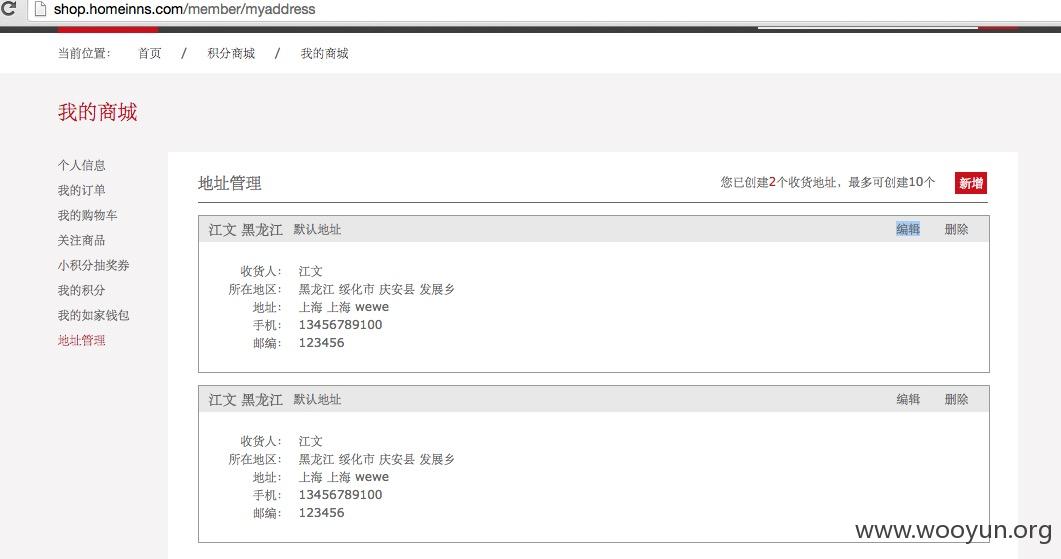 shop.homeinns.com/member/myaddress
当前位置： 首页 / 积分商城 / 我的商城
我的商城
个人信息
我的订单
我的购物车
关注商品
小积分抽奖券
我的积分
我的如家钱包
地址管理
地址管理 您已创建2个收货地址，最多可创建10个 新增
江文 黑龙江 默认地址 编辑 删除
收货人： 江文
所在地区： 黑龙江 绥化市 庆安县 发展乡
地址： 上海 上海 wewe
手机： 13456789100
邮编： 123456
江文 黑龙江 默认地址 编辑 删除
收货人： 江文
所在地区： 黑龙江 绥化市 庆安县 发展乡
地址： 上海 上海 wewe
手机： 13456789100
邮编： 123456
www.wooyun.org